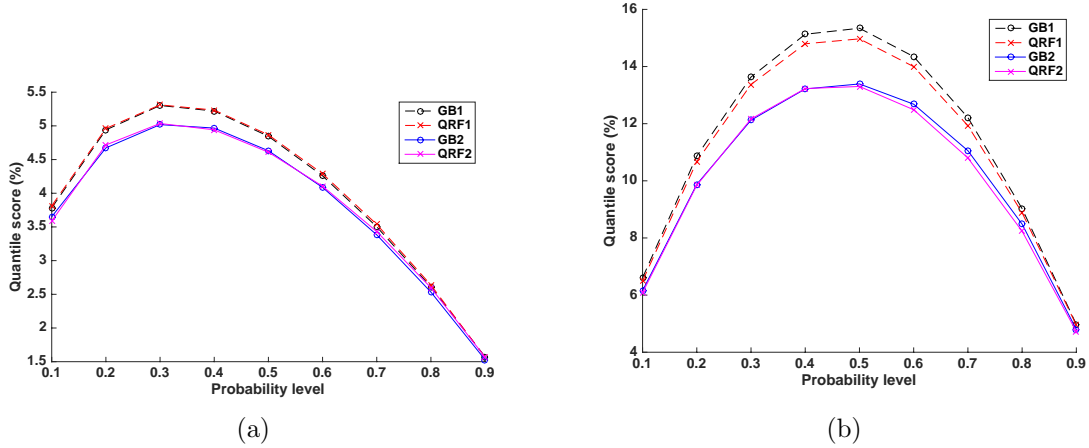 5.5
5
4.5
4
3.5
3
2.5
2
1.5
Quantile score (%)
0.1 0.2 0.3 0.4 0.5 0.6 0.7 0.8 0.9
Probability level
GB1
QRF1
GB2
QRF2
(a)
16
14
12
10
8
6
4
Quantile score (%)
0.1 0.2 0.3 0.4 0.5 0.6 0.7 0.8 0.9
Probability level
GB1
QRF1
GB2
QRF2
(b)